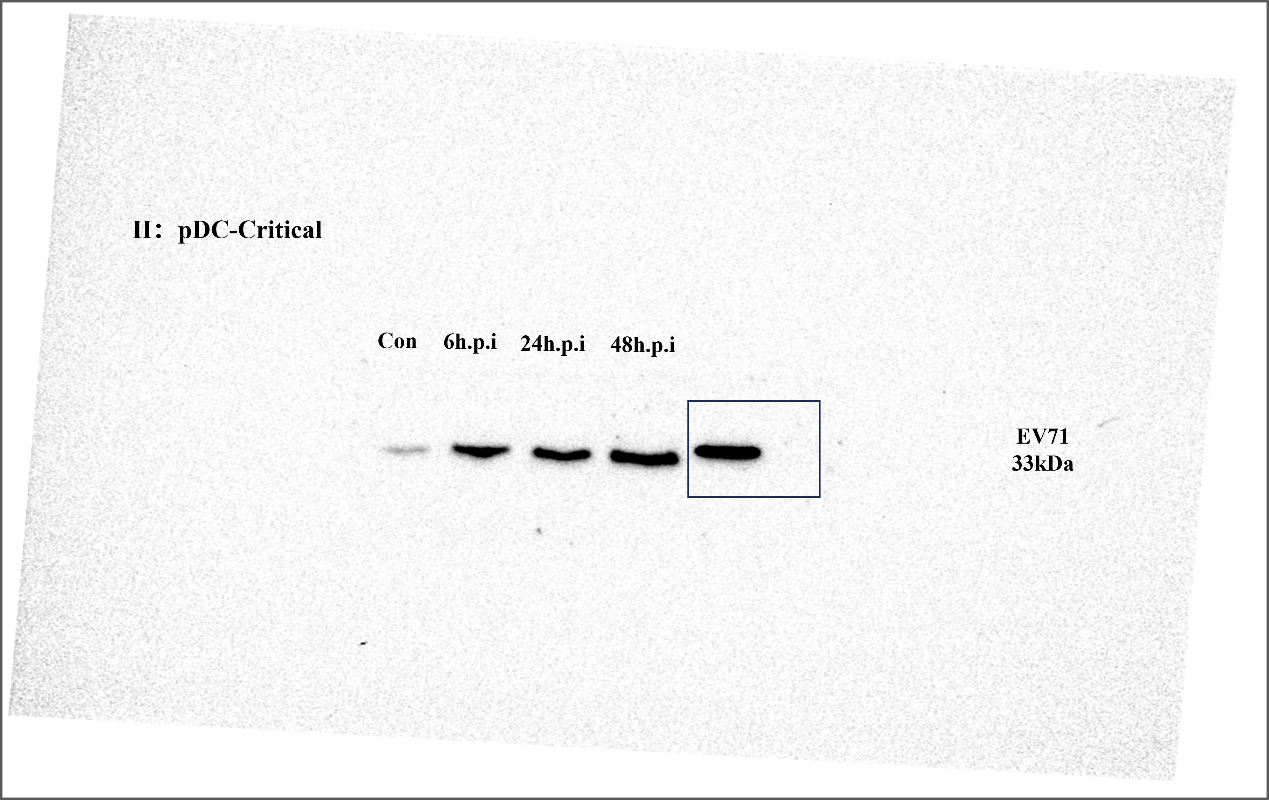 II: pDC-Critical
Con 6h.p.i 24h.p.i 48h.p.i
EV71
33kDa